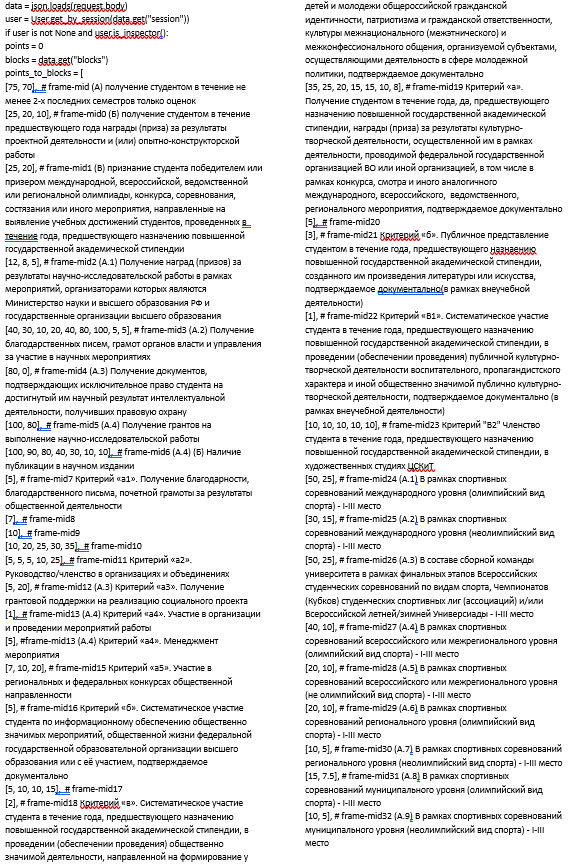 data = json.loads(request.body)
user = User.get_by_session(data.get("session"))
if user is not None and user.is_inspector():
points = 0
blocks = data.get("blocks")
points_to_blocks = [
[75, 70], # frame-mid (А) получение студентом в течение не
менее 2-х последних семестров только оценок
[25, 20, 10], # frame-mid0 (Б) получение студентом в течение
предшествующего года награды (приза) за результаты
проектной деятельности и (или) опытно-конструкторской
работы
[25, 20], # frame-mid1 (В) признание студента победителем или
призером международной, всероссийской, ведомственной
или региональной олимпиады, конкурса, соревнования,
состязания или иного мероприятия, направленные на
выявление учебных достижений студентов, проведенных в
течение года, предшествующего назначению повышенной
государственной академической стипендии
[12, 8, 5], # frame-mid2 (А.1) Получение наград (призов) за
результаты научно-исследовательской работы в рамках
мероприятий, организаторами которых являются
Министерство науки и высшего образования РФ и
государственные организации высшего образования
[40, 30, 10, 20, 40, 80, 100, 5, 5], # frame-mid3 (А.2) Получение
благодарственных писем, грамот органов власти и управления
за участие в научных мероприятиях
[80, 0], # frame-mid4 (А.3) Получение документов,
подтверждающих исключительное право студента на
достигнутый им научный результат интеллектуальной
деятельности, получивших правовую охрану
[100, 80], # frame-mid5 (А.4) Получение грантов на
выполнение научно-исследовательской работы
[100, 90, 80, 40, 30, 10, 10], # frame-mid6 (А.4) (Б) Наличие
публикации в научном издании
[5], # frame-mid7 Критерий «а1». Получение благодарности,
благодарственного письма, почетной грамоты за результаты
общественной деятельности
[7], # frame-mid8
[10], # frame-mid9
[10, 20, 25, 30, 35], # frame-mid10
[5, 5, 5, 10, 25], # frame-mid11 Критерий «а2».
Руководство/членство в организациях и объединениях
[5, 20], # frame-mid12 (А.3) Критерий «а3». Получение
грантовой поддержки на реализацию социального проекта
[1], # frame-mid13 (А.4) Критерий «а4». Участие в организации
и проведении мероприятий работы
[5], #frame-mid13 (А.4) Критерий «а4». Менеджмент
мероприятия
[7, 10, 20], # frame-mid15 Критерий «а5». Участие в
региональных и федеральных конкурсах общественной
направленности
[5], # frame-mid16 Критерий «б». Систематическое участие
студента по информационному обеспечению общественно
значимых мероприятий, общественной жизни федеральной
государственной образовательной организации высшего
образования или с её участием, подтверждаемое
документально
[5, 10, 10, 15], # frame-mid17
[2], # frame-mid18 Критерий «в». Систематическое участие
студента в течение года, предшествующего назначению
повышенной государственной академической стипендии, в
проведении (обеспечении проведения) общественно
значимой деятельности, направленной на формирование у
детей и молодежи общероссийской гражданской
идентичности, патриотизма и гражданской ответственности,
культуры межнационального (межэтнического) и
межконфессионального общения, организуемой субъектами,
осуществляющими деятельность в сфере молодежной
политики, подтверждаемое документально
[35, 25, 20, 15, 15, 10, 8], # frame-mid19 Критерий «а».
Получение студентом в течение года, да, предшествующего
назначению повышенной государственной академической
стипендии, награды (приза) за результаты культурно-
творческой деятельности, осуществленной им в рамках
деятельности, проводимой федеральной государственной
организацией ВО или иной организацией, в том числе в
рамках конкурса, смотра и иного аналогичного
международного, всероссийского, ведомственного,
регионального мероприятия, подтверждаемое документально
[5], # frame-mid20
[3], # frame-mid21 Критерий «б». Публичное представление
студентом в течение года, предшествующего назнаению
повышенной государственной академической стипендии,
созданного им произведения литературы или искусства,
подтверждаемое документально(в рамках внеучебной
деятельности)
[1], # frame-mid22 Критерий «В1». Систематическое участие
студента в течение года, предшествующего назначению
повышенной государственной академической стипендии, в
проведении (обеспечении проведения) публичной культурно-
творческой деятельности воспитательного, пропагандистского
характера и иной общественно значимой публично культурно-
творческой деятельности, подтверждаемое документально (в
рамках внеучебной деятельности)
[10, 10, 10, 10, 10], # frame-mid23 Критерий "В2" Членство
студента в течение года, предшествующего назначению
повышенной государственной академической стипендии, в
художественных студиях ЦСКиТ
[50, 25], # frame-mid24 (А.1) В рамках спортивных
соревнований международного уровня (олимпийский вид
спорта) - I-III место
[30, 15], # frame-mid25 (А.2) В рамках спортивных
соревнований международного уровня (неолимпийский вид
спорта) - I-III место
[50, 25], # frame-mid26 (А.3) В составе сборной команды
университета в рамках финальных этапов Всероссийских
студенческих соревнований по видам спорта, Чемпионатов
(Кубков) студенческих спортивных лиг (ассоциаций) и/или
Всероссийской летней/зимней Универсиады - I-III место
[40, 10], # frame-mid27 (А.4) В рамках спортивных
соревнований всероссийского или межрегионального уровня
(олимпийский вид спорта) - I-III место
[20, 10], # frame-mid28 (А.5) В рамках спортивных
соревнований всероссийского или межрегионального уровня
(не олимпийский вид спорта) - I-III место
[20, 10], # frame-mid29 (А.6) В рамках спортивных
соревнований регионального уровня (олимпийский вид
спорта) - I-III место
[10, 5], # frame-mid30 (А.7) В рамках спортивных соревнований
регионального уровня (неолимпийский вид спорта) - I-III место
[15, 7.5], # frame-mid31 (А.8) В рамках спортивных
соревнований муниципального уровня (олимпийский вид
спорта) - I-III место
[10, 5], # frame-mid32 (А.9) В рамках спортивных соревнований
муниципального уровня (неолимпийский вид спорта) - I-III
место